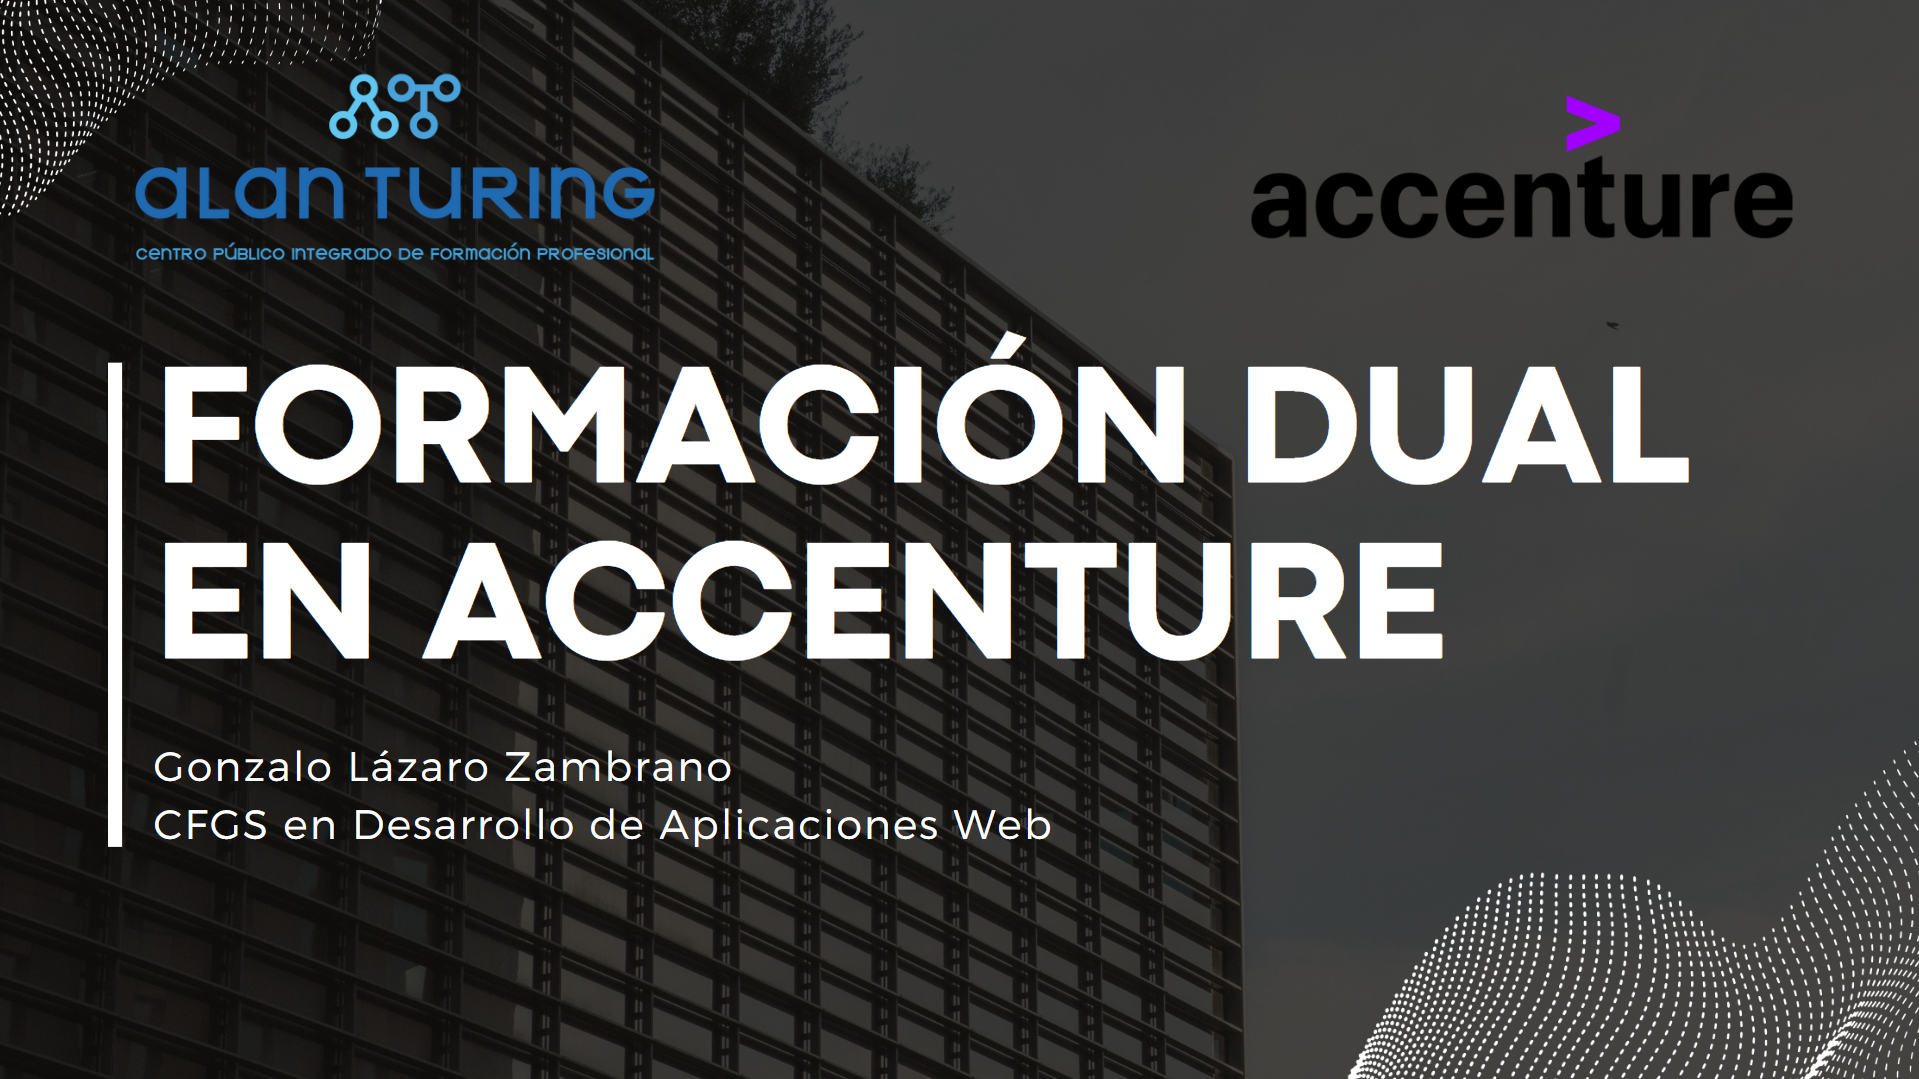 ALAN TURING
CENTRO PÚBLICO INTEGRADO DE FORMACIÓN PROFESIONAL
>
accenture
FORMACIÓN DUAL
EN ACCENTURE
Gonzalo Lázaro Zambrano
CFGS en Desarrollo de Aplicaciones Web